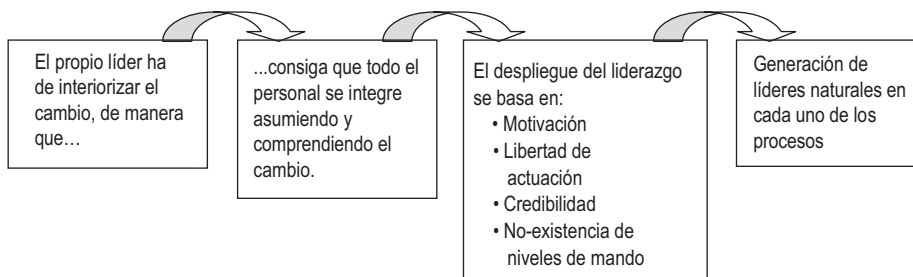 El propio líder ha
de interiorizar el
cambio, de manera
que…
...consiga que todo el
personal se integre
asumiendo y
comprendiendo el
cambio.
El despliegue del liderazgo
se basa en:
• Motivación
• Libertad de
actuación
• Credibilidad
• No-existencia de
niveles de mando
Generación de
líderes naturales en
cada uno de los
procesos